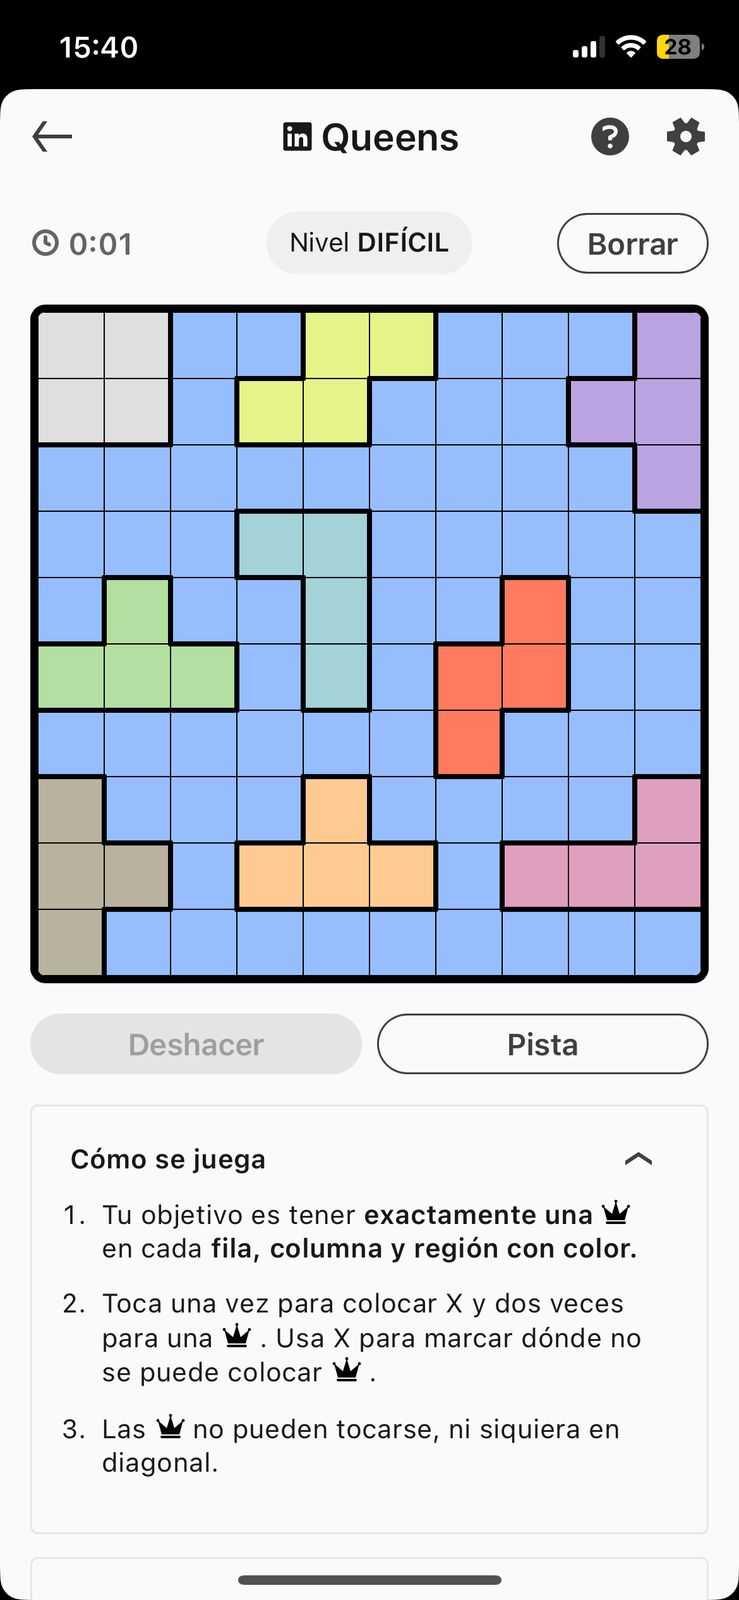 15:40
28
in Queens
?
0:01
Nivel DIFÍCIL
Borrar
Deshacer
Pista
Cómo se juega
1. Tu objetivo es tener exactamente una
en cada fila, columna y región con color.
2. Toca una vez para colocar X y dos veces
para una . Usa X para marcar dónde no
se puede colocar .
3. Las no pueden tocarse, ni siquiera en
diagonal.